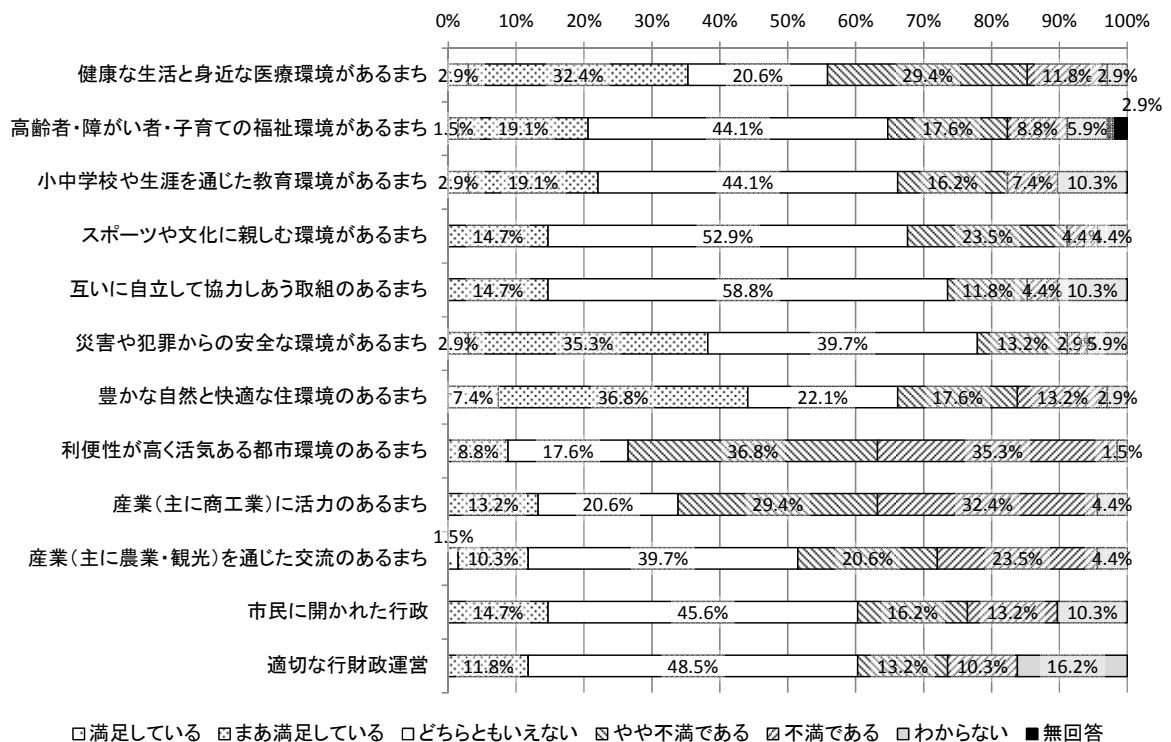 0% 10% 20% 30% 40% 50% 60% 70% 80% 90% 100%
健康な生活と身近な医療環境があるまち 2.9% 32.4% 20.6% 29.4% 11.8% 2.9%
2.9%
高齢者・障がい者・子育ての福祉環境があるまち 1.5% 19.1% 44.1% 17.6% 8.8% 5.9%
小中学校や生涯を通じた教育環境があるまち 2.9% 19.1% 44.1% 16.2% 7.4% 10.3%
スポーツや文化に親しむ環境があるまち 14.7% 52.9% 23.5% 4.4% 4.4%
互いに自立して協力しあう取組のあるまち 14.7% 58.8% 11.8% 4.4% 10.3%
災害や犯罪からの安全な環境があるまち 2.9% 35.3% 39.7% 13.2% 2.9% 5.9%
豊かな自然と快適な住環境のあるまち 7.4% 36.8% 22.1% 17.6% 13.2% 2.9%
利便性が高く活気ある都市環境のあるまち 8.8% 17.6% 36.8% 35.3% 1.5%
産業(主に商工業)に活力のあるまち 13.2% 20.6% 29.4% 32.4% 4.4%
1.5%
産業(主に農業・観光)を通じた交流のあるまち 10.3% 39.7% 20.6% 23.5% 4.4%
市民に開かれた行政 14.7% 45.6% 16.2% 13.2% 10.3%
適切な行財政運営 11.8% 48.5% 13.2% 10.3% 16.2%
満足している まあ満足している どちらともいえない やや不満である 不満である わからない 無回答